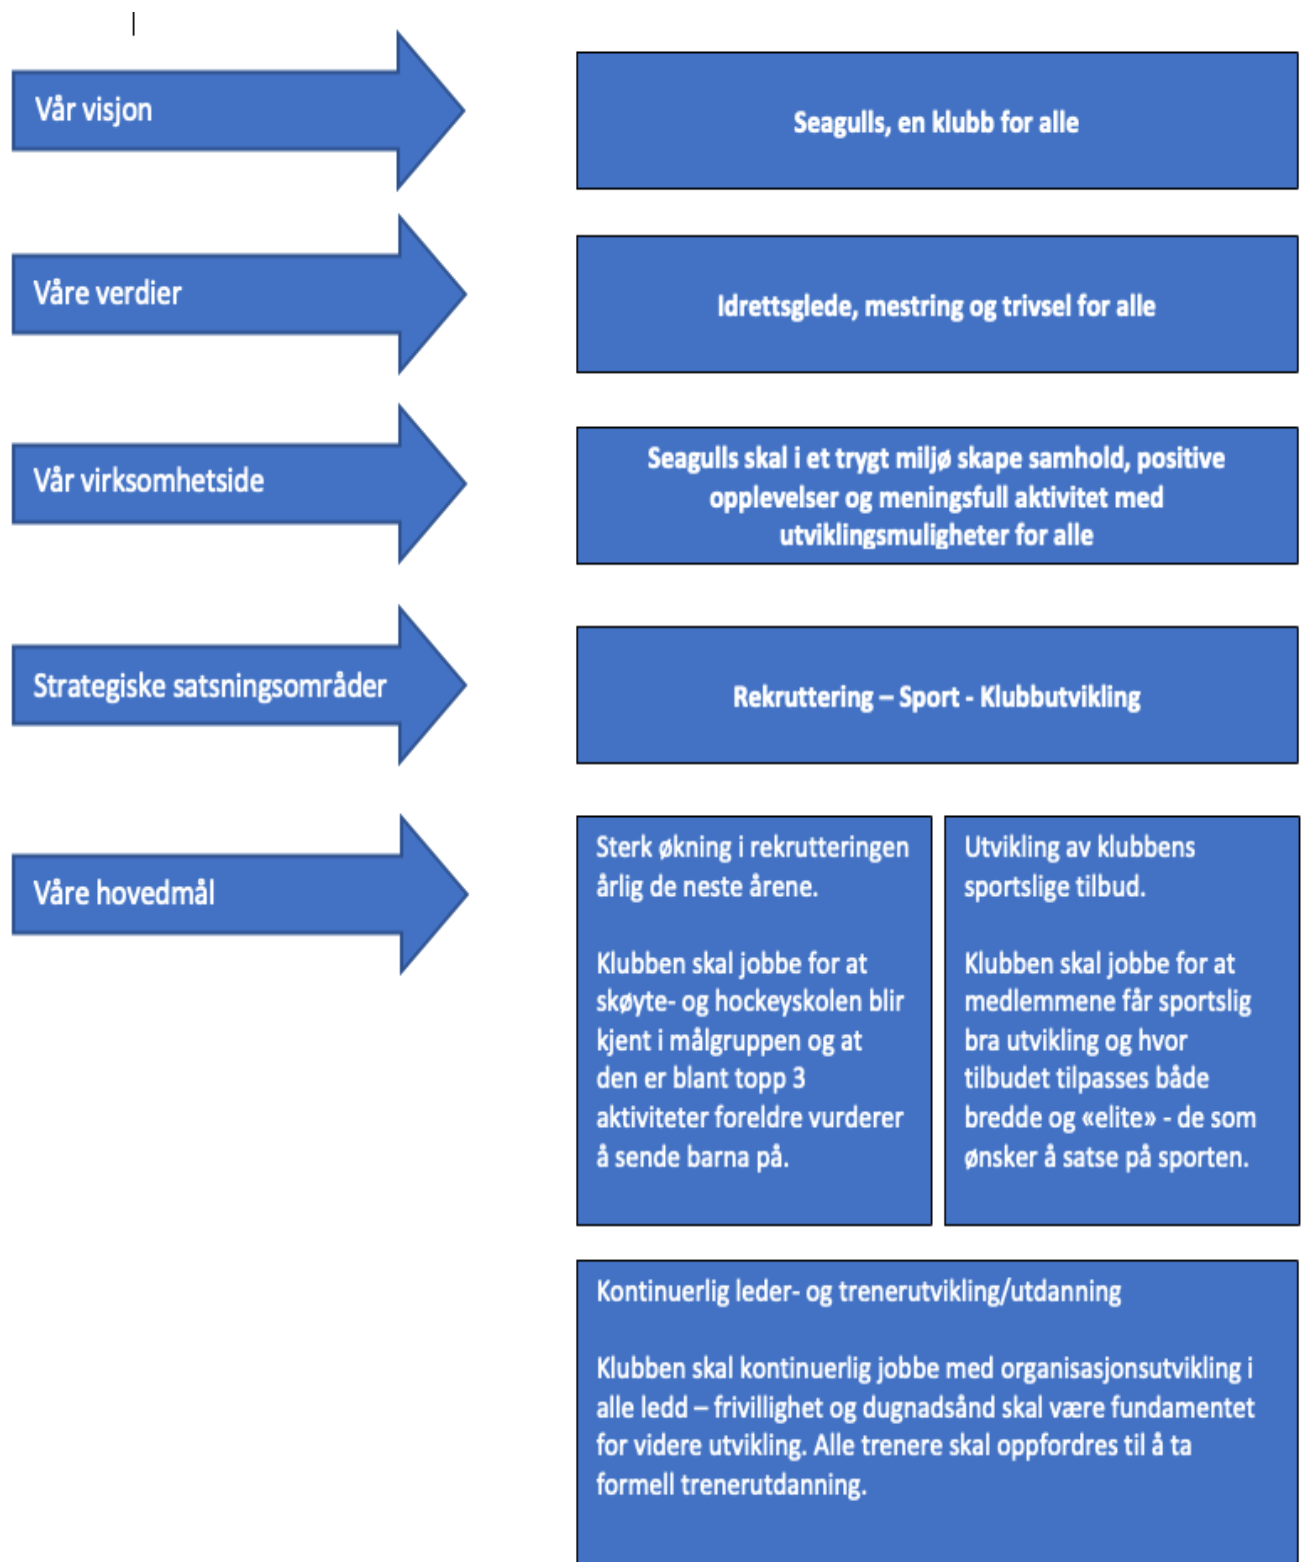 Vår visjon
Seagulls, en klubb for alle
Våre verdier
Idrettsglede, mestring og trivsel for alle
Vår virksomhetside
Seagulls skal i et trygt miljø skape samhold, positive
opplevelser og meningsfull aktivitet med
utviklingsmuligheter for alle
Strategiske satsningsområder
Rekruttering – Sport - Klubbutvikling
Våre hovedmål
Sterk økning i rekrutteringen
årlig de neste årene.
Klubben skal jobbe for at
skøyte- og hockeyskolen blir
kjent i målgruppen og at
den er blant topp 3
aktiviteter foreldre vurderer
å sende barna på.
Utvikling av klubbens
sportslige tilbud.
Klubben skal jobbe for at
medlemmene får sportslig
bra utvikling og hvor
tilbudet tilpasses både
bredde og «elite» - de som
ønsker å satse på sporten.
Kontinuerlig leder- og trenerutvikling/utdanning
Klubben skal kontinuerlig jobbe med organisasjonsutvikling i
alle ledd – frivillighet og dugnadsånd skal være fundamentet
for videre utvikling. Alle trenere skal oppfordres til å ta
formell trenerutdanning.